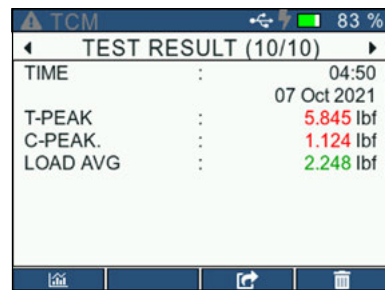 TCM 83 %
TEST RESULT (10/10)
TIME : 04:50
07 Oct 2021
T-PEAK : 5.845 lbf
C-PEAK. : 1.124 lbf
LOAD AVG : 2.248 lbf